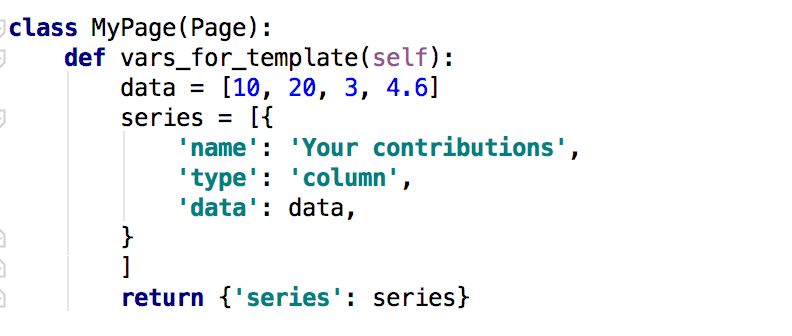 class MyPage(Page):
    def vars_for_template(self):
        data = [10, 20, 3, 4.6]
        series = [{
            'name': 'Your contributions',
            'type': 'column',
            'data': data,
        }
        ]
        return {'series': series}